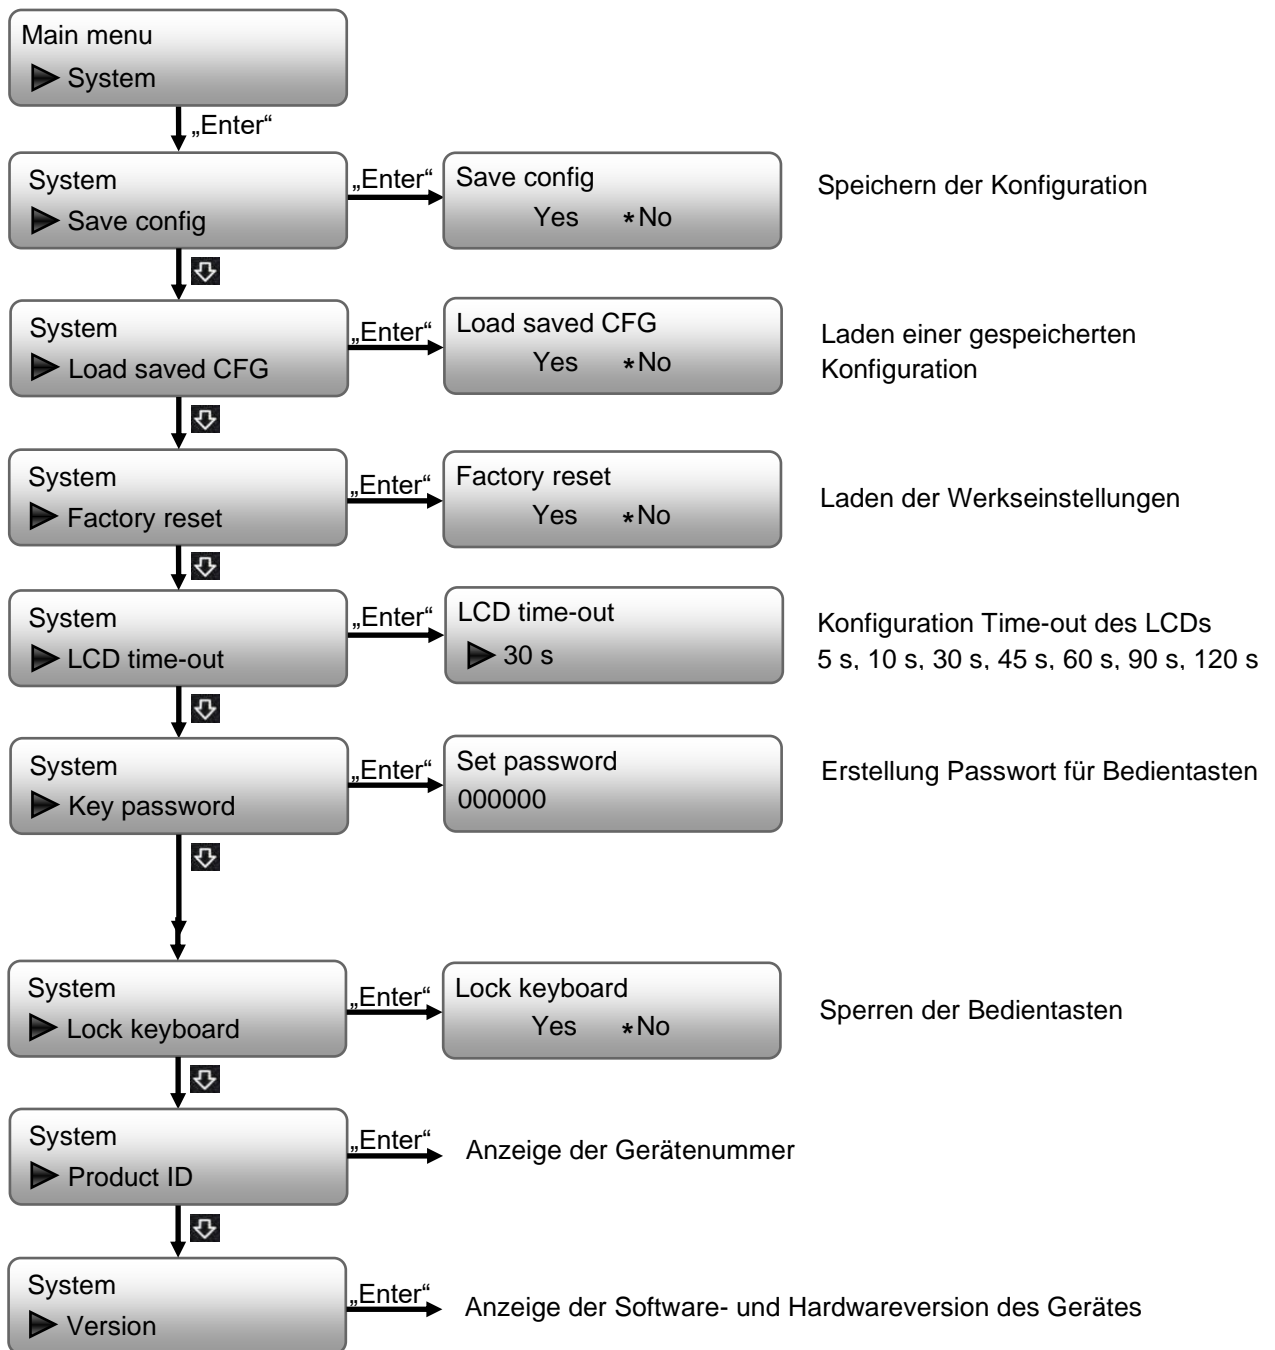 Main menu
System
„Enter“
System
Save config
„Enter“
Save config
Yes *No
Speichern der Konfiguration
System
Load saved CFG
„Enter“
Load saved CFG
Yes *No
Laden einer gespeicherten
Konfiguration
System
Factory reset
„Enter“
Factory reset
Yes *No
Laden der Werkseinstellungen
System
LCD time-out
„Enter“
LCD time-out
30 s
Konfiguration Time-out des LCDs
5 s, 10 s, 30 s, 45 s, 60 s, 90 s, 120 s
System
Key password
„Enter“
Set password
000000
Erstellung Passwort für Bedientasten
System
Lock keyboard
„Enter“
Lock keyboard
Yes *No
Sperren der Bedientasten
System
Product ID
„Enter“
Anzeige der Gerätenummer
System
Version
„Enter“
Anzeige der Software- und Hardwareversion des Gerätes